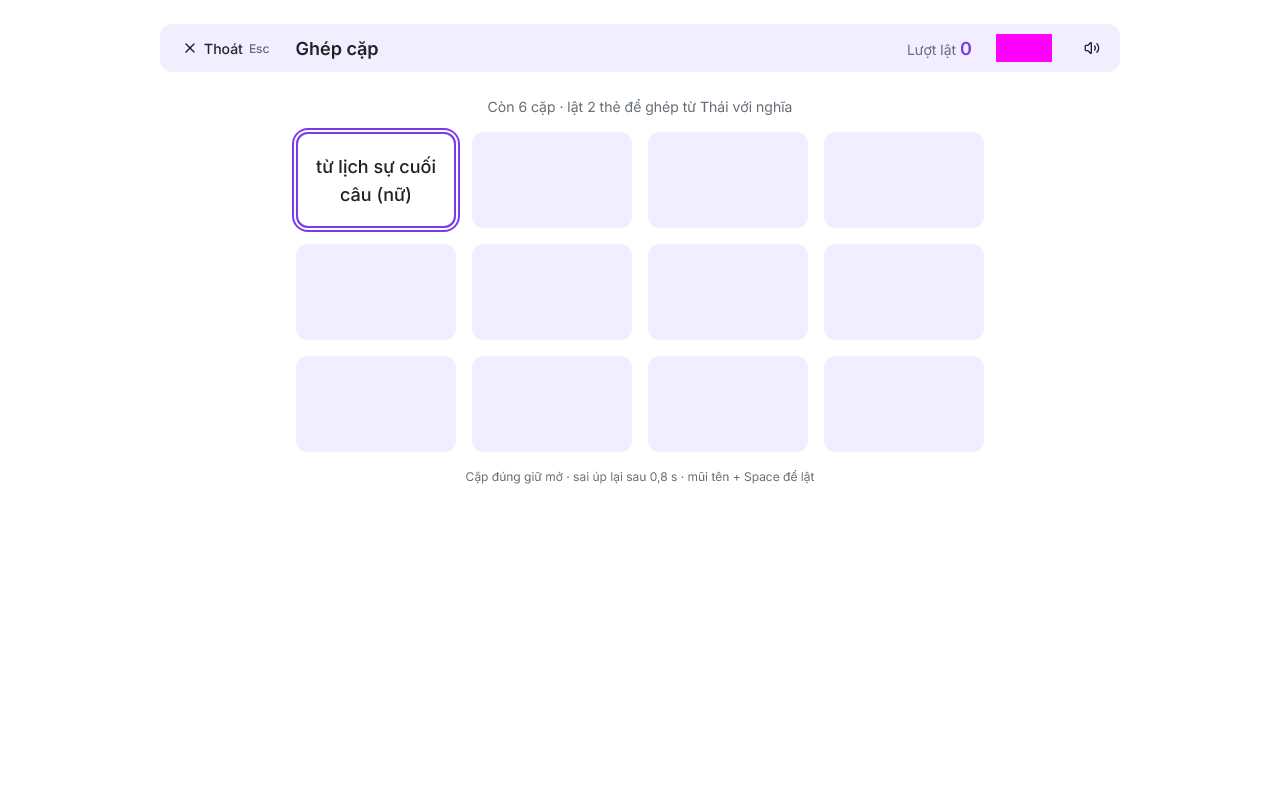 Thoát Esc
Ghép cặp
Lượt lật 0
Còn 6 cặp · lật 2 thẻ để ghép từ Thái với nghĩa
từ lịch sự cuối
câu (nữ)
Cặp đúng giữ mở · sai úp lại sau 0,8 s · mũi tên + Space để lật